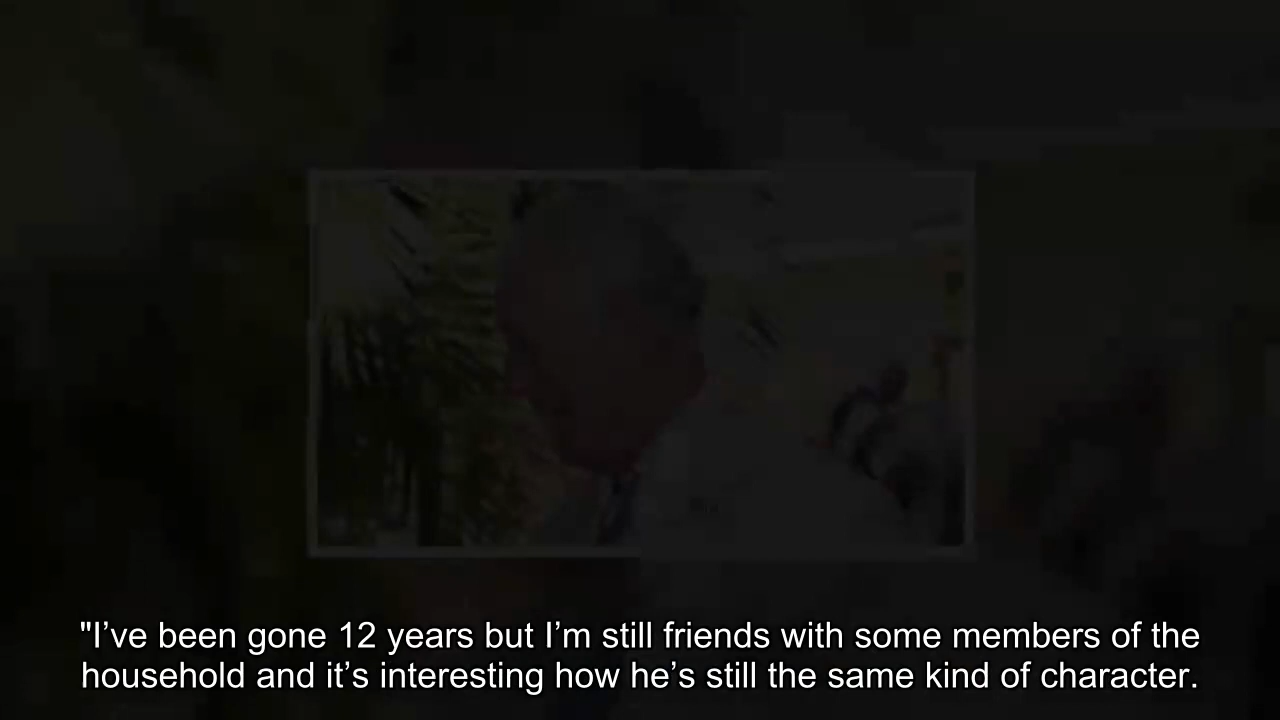 "I’ve been gone 12 years but I’m still friends with some members of the
household and it’s interesting how he’s still the same kind of character.